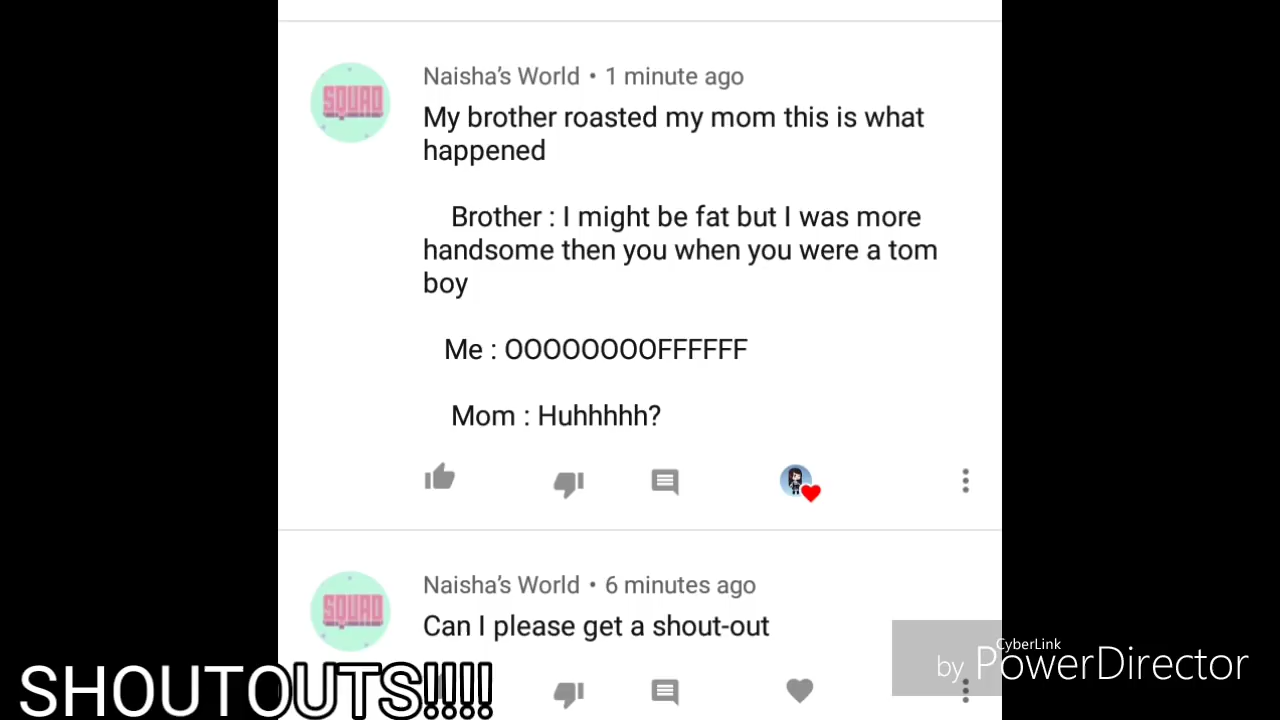 Naisha's World • 1 minute ago
SQUAD
My brother roasted my mom this is what
happened
Brother : I might be fat but I was more
handsome then you when you were a tom
boy
Me : OOOOOOOOFFFFFF
Mom : Huhhhhh?
Naisha's World • 6 minutes ago
SQUAD
Can I please get a shout-out
CyberLink
by PowerDirector
SHOUTOUTS!!!!